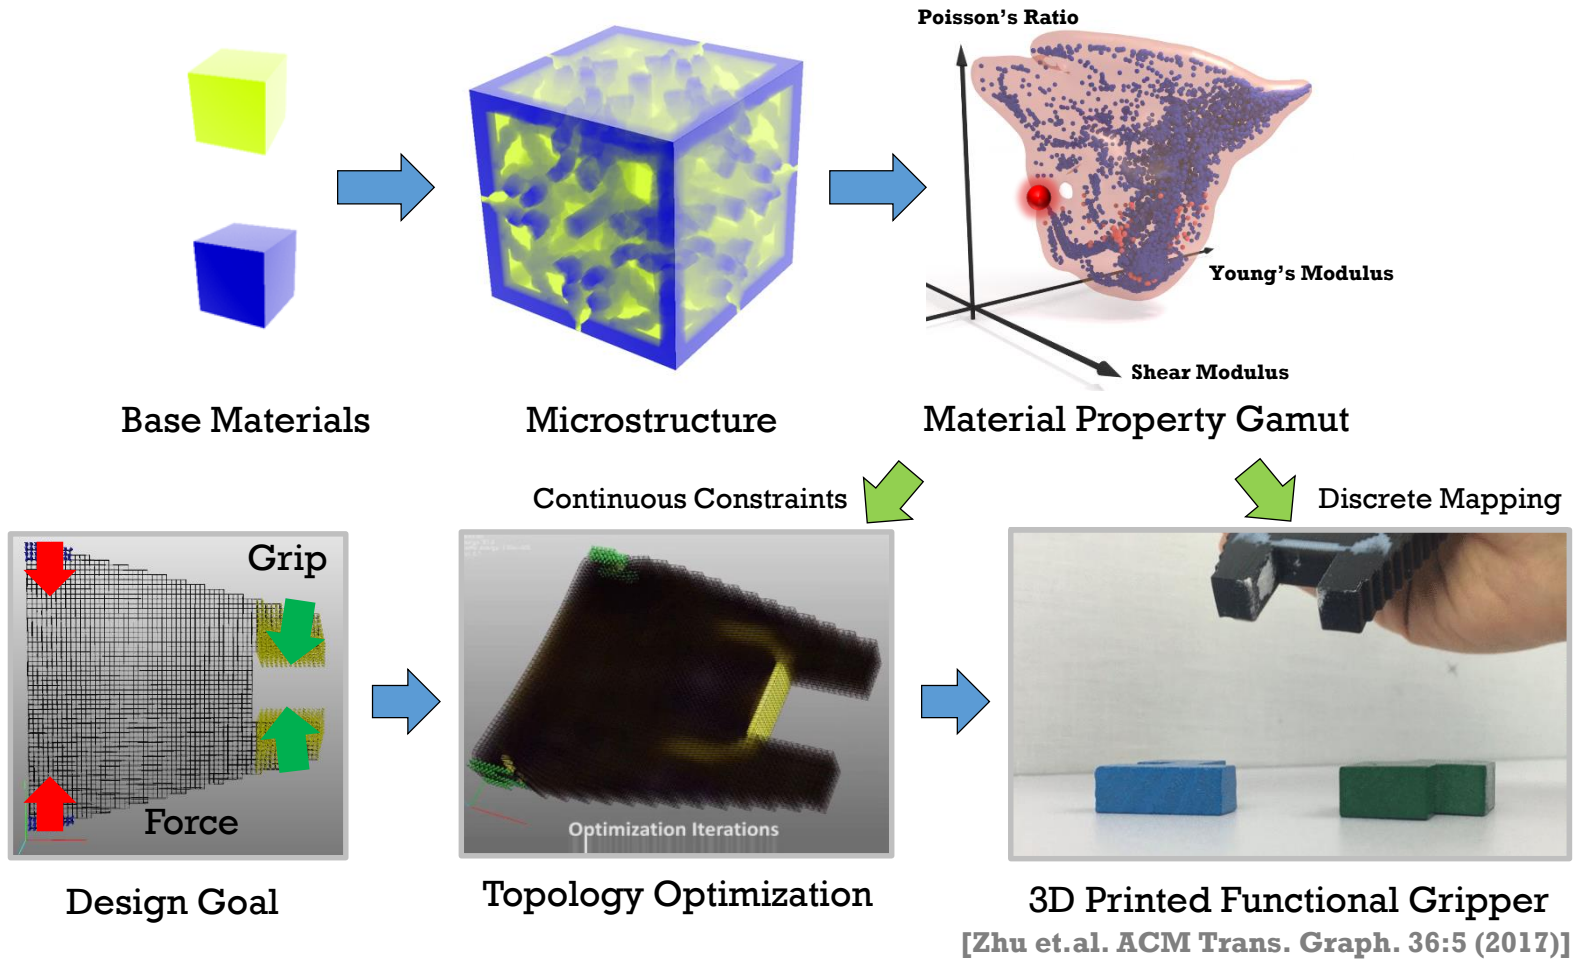 Poisson's Ratio
Young's Modulus
Shear Modulus
Base Materials
Microstructure
Material Property Gamut
Continuous Constraints
Discrete Mapping
Grip
Force
Optimization Iterations
Design Goal
Topology Optimization
3D Printed Functional Gripper
[Zhu et.al. ACM Trans. Graph. 36:5 (2017)]